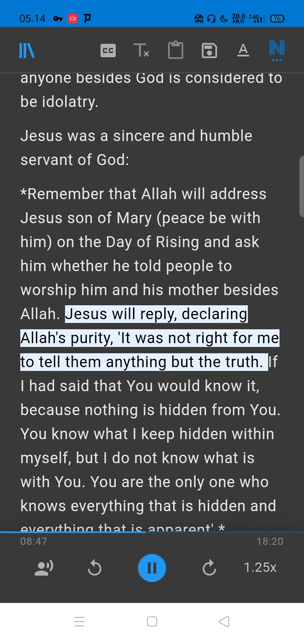 05.14
20.0
KB/S
CC
A
anyone besides God is considered to
be idolatry.
Jesus was a sincere and humble
servant of God:
*Remember that Allah will address
Jesus son of Mary (peace be with
him) on the Day of Rising and ask
him whether he told people to
worship him and his mother besides
Allah. Jesus will reply, declaring
Allah's purity, 'It was not right for me
to tell them anything but the truth. If
I had said that You would know it,
because nothing is hidden from You.
You know what I keep hidden within
myself, but I do not know what is
with You. You are the only one who
knows everything that is hidden and
everything that is apparent'.*
08:47
18:20
1.25x